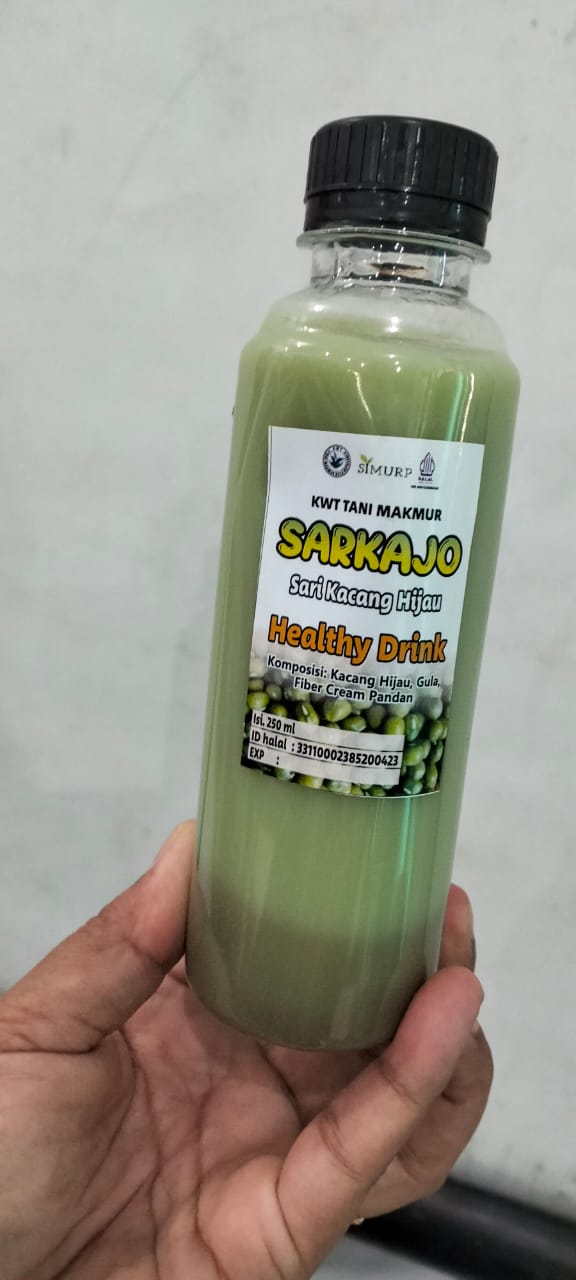 SIMURP
HALAL
KWT TANI MAKMUR
SARKAJO
Sari Kacang Hijau
Healthy Drink
Komposisi: Kacang Hijau, Gula,
Fiber Cream Pandan
Isi. 250 ml
ID halal : 33110002385200423
EXP :